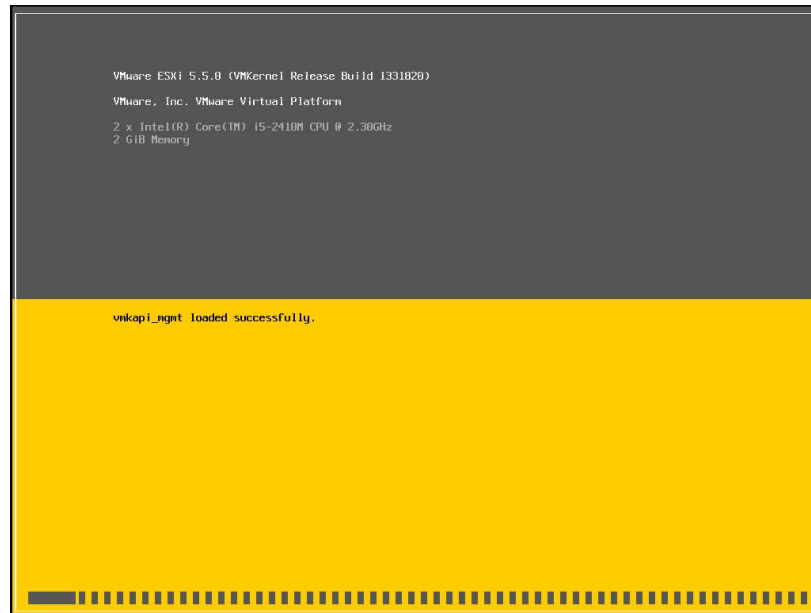 VMware ESXi 5.5.0 (VMKernel Release Build 1331820)
VMware, Inc. VMware Virtual Platform
2 x Intel(R) Core(TM) i5-2410M CPU @ 2.30GHz
2 GiB Memory
vmkapi_mgmt loaded successfully.